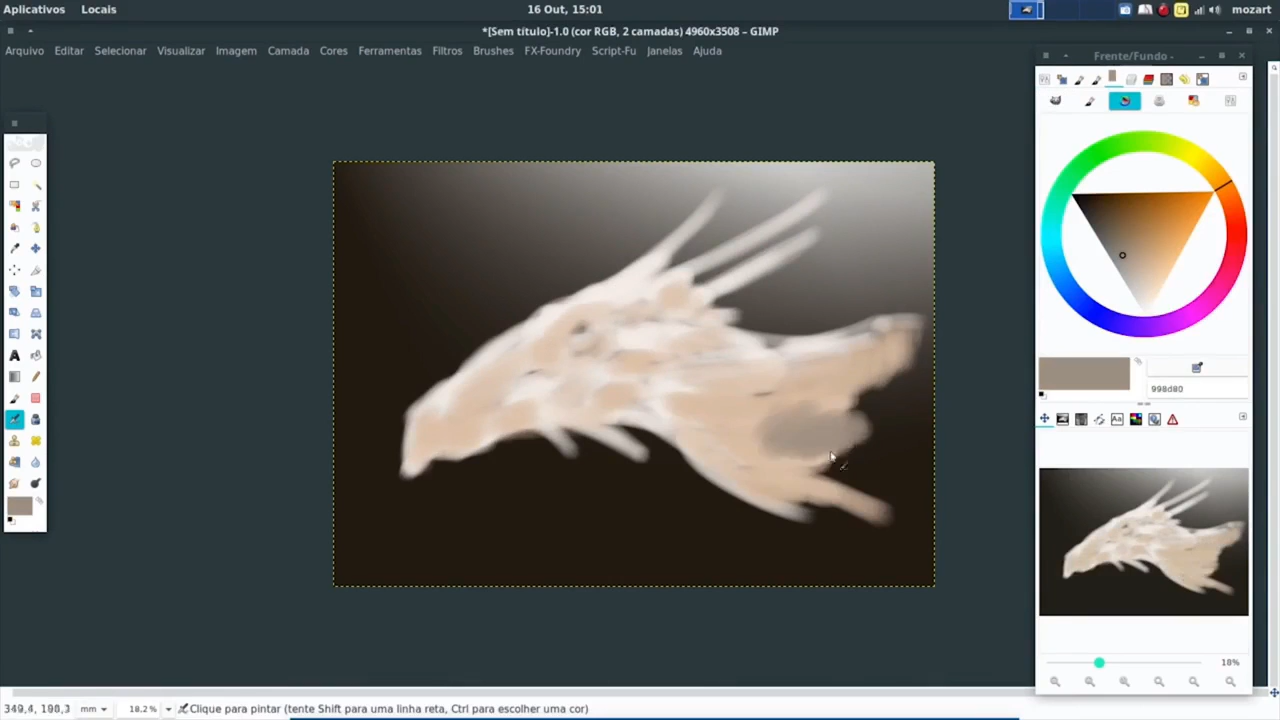 Aplicativos Locais 16 Out, 15:01 mozart
*[Sem título]-1.0 (cor RGB, 2 camadas) 4960x3508 – GIMP
Arquivo Editar Selecionar Visualizar Imagem Camada Cores Ferramentas Filtros Brushes FX-Foundry Script-Fu Janelas Ajuda
Frente/Fundo -
998d80
18%
349,4, 190,3 mm 18,2% Clique para pintar (tente Shift para uma linha reta, Ctrl para escolher uma cor)